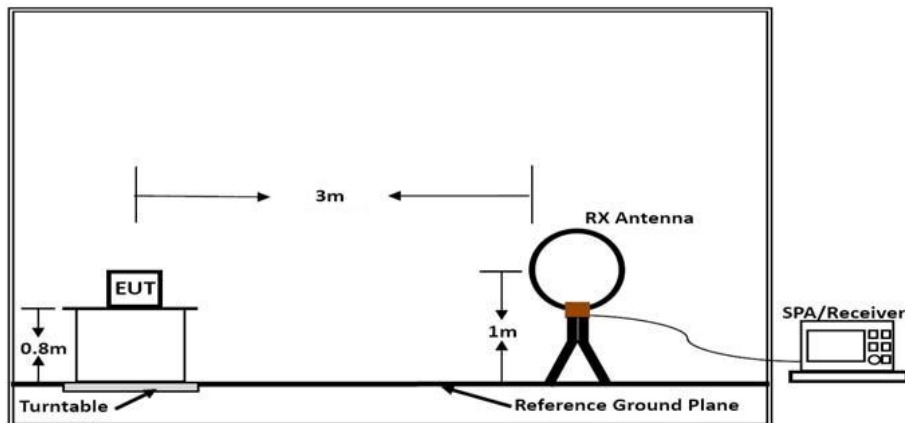 3m
RX Antenna
EUT
SPA/Receiver
0.8m
1m
Turntable
Reference Ground Plane